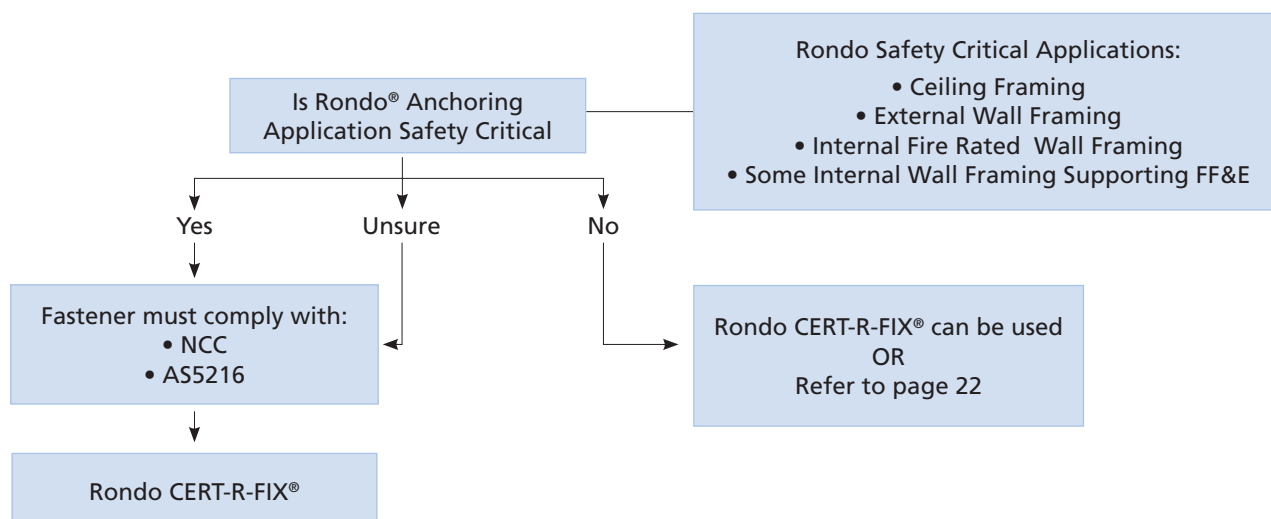 Is Rondo® Anchoring
Application Safety Critical
Rondo Safety Critical Applications:
• Ceiling Framing
• External Wall Framing
• Internal Fire Rated Wall Framing
• Some Internal Wall Framing Supporting FF&E
Yes
Unsure
No
Fastener must comply with:
• NCC
• AS5216
Rondo CERT-R-FIX® can be used
OR
Refer to page 22
Rondo CERT-R-FIX®